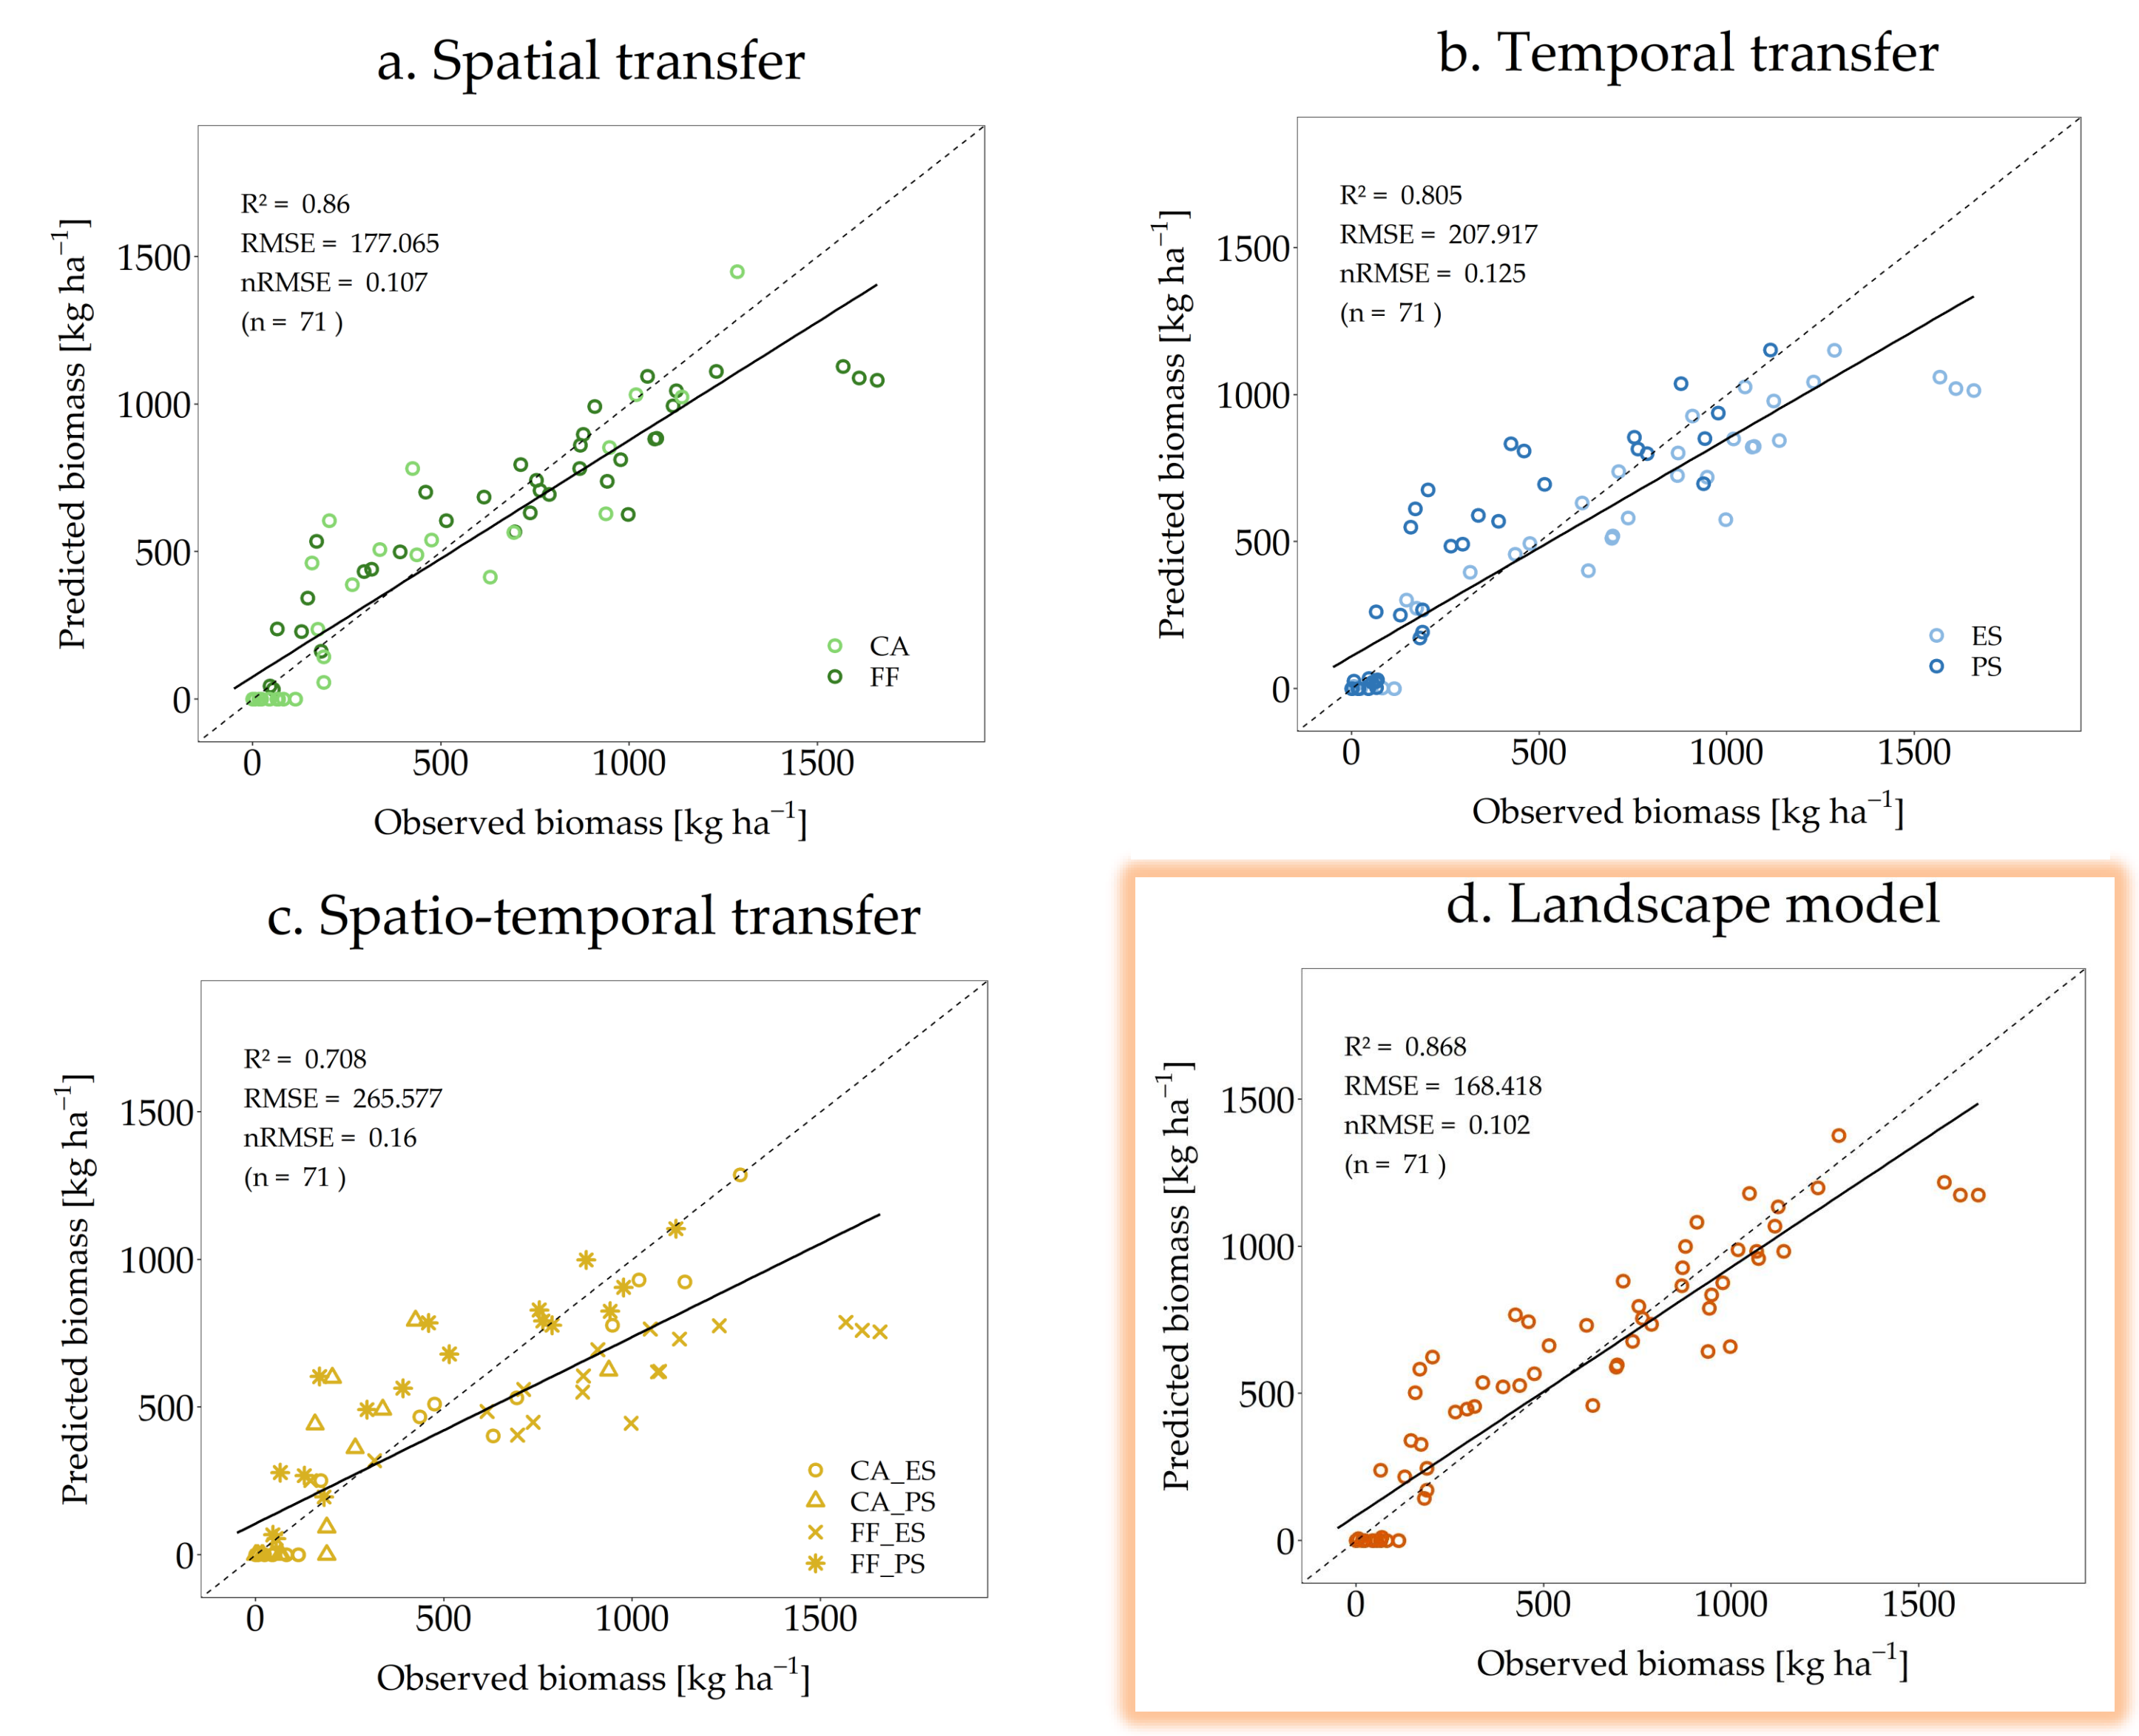 a. Spatial transfer
R² = 0.86
RMSE = 177.065
nRMSE = 0.107
(n = 71 )
Predicted biomass [kg ha⁻¹]
1500
1000
500
0
CA
FF
0 500 1000 1500
Observed biomass [kg ha⁻¹]
b. Temporal transfer
R² = 0.805
RMSE = 207.917
nRMSE = 0.125
(n = 71 )
Predicted biomass [kg ha⁻¹]
1500
1000
500
0
ES
PS
0 500 1000 1500
Observed biomass [kg ha⁻¹]
c. Spatio-temporal transfer
R² = 0.708
RMSE = 265.577
nRMSE = 0.16
(n = 71 )
Predicted biomass [kg ha⁻¹]
1500
1000
500
0
CA_ES
CA_PS
FF_ES
FF_PS
0 500 1000 1500
Observed biomass [kg ha⁻¹]
d. Landscape model
R² = 0.868
RMSE = 168.418
nRMSE = 0.102
(n = 71 )
Predicted biomass [kg ha⁻¹]
1500
1000
500
0
0 500 1000 1500
Observed biomass [kg ha⁻¹]